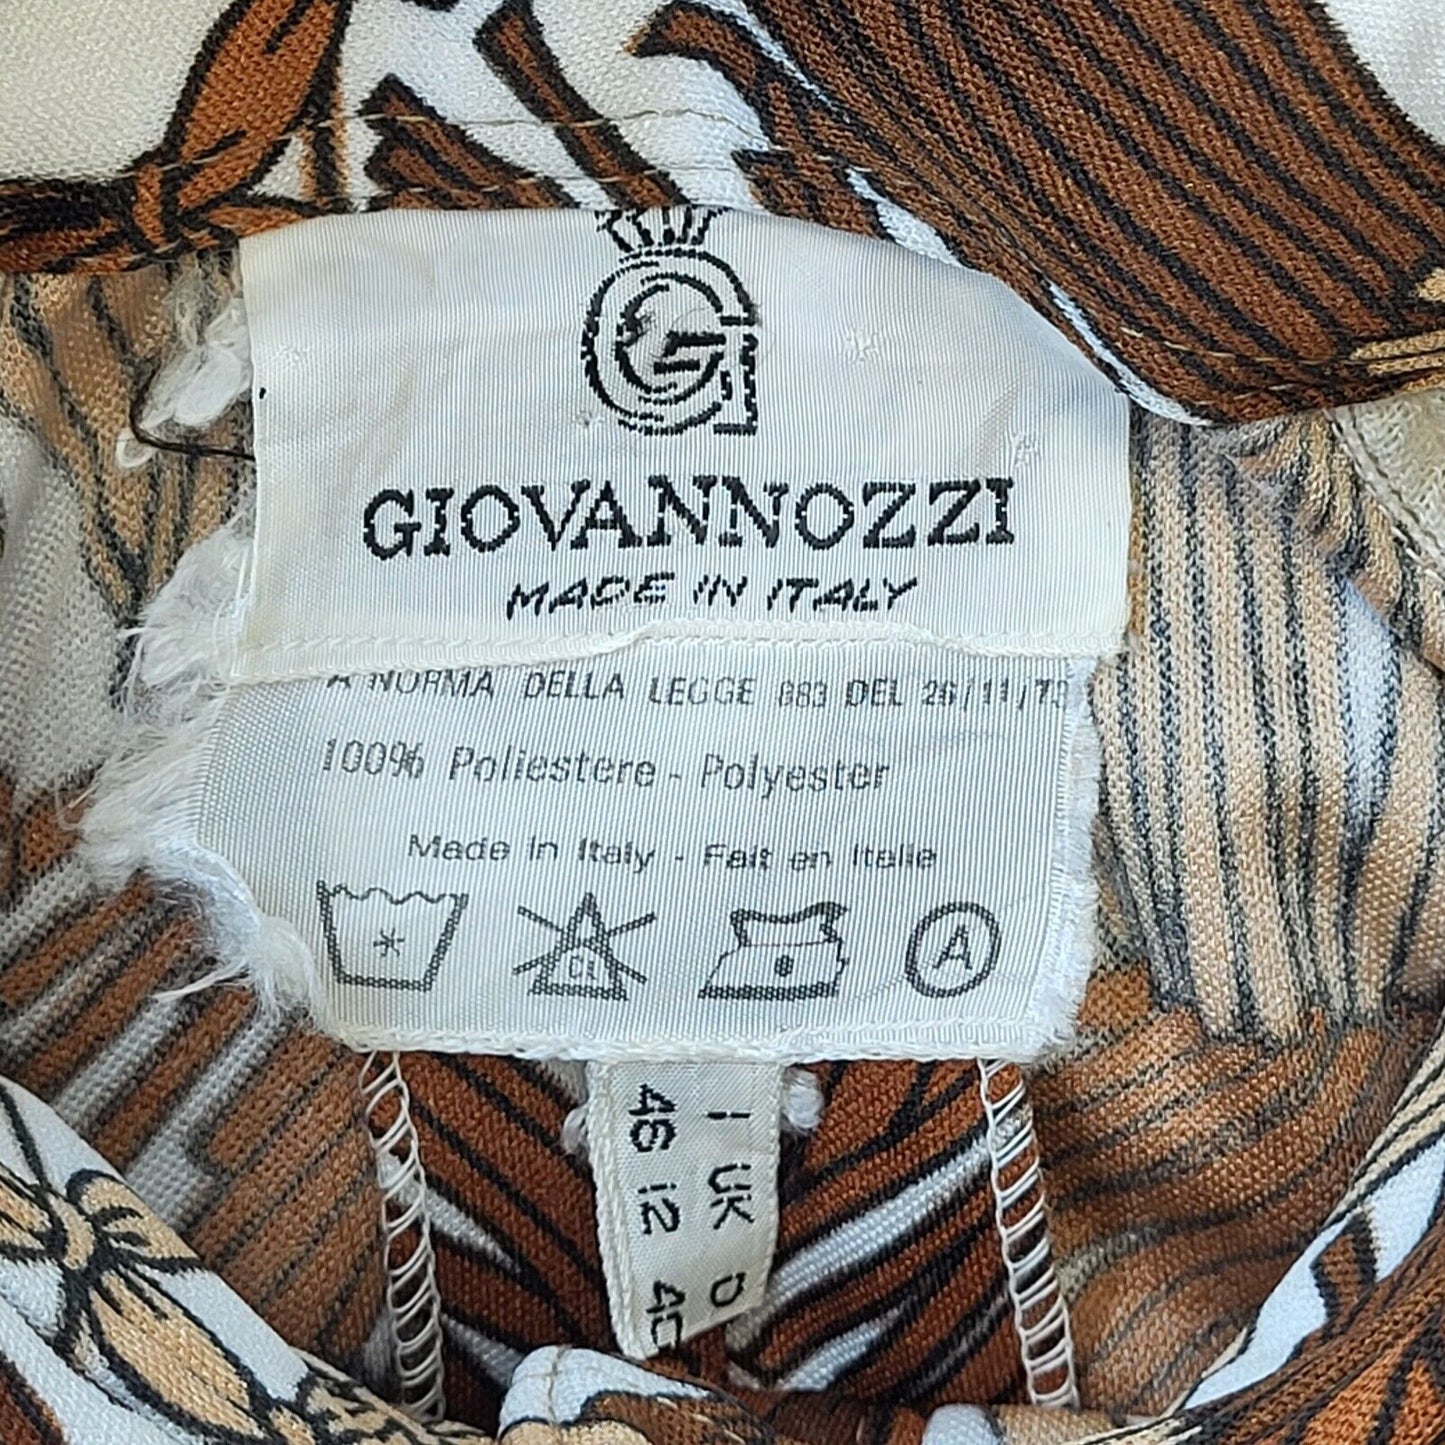 G
GIOVANNOZZI
MADE IN ITALY
A NORMA DELLA LEGGE 883 DEL 26/11/73
100% Poliestere - Polyester
Made in Italy - Fait en Italie
CL
A
I UK D
46 12 40